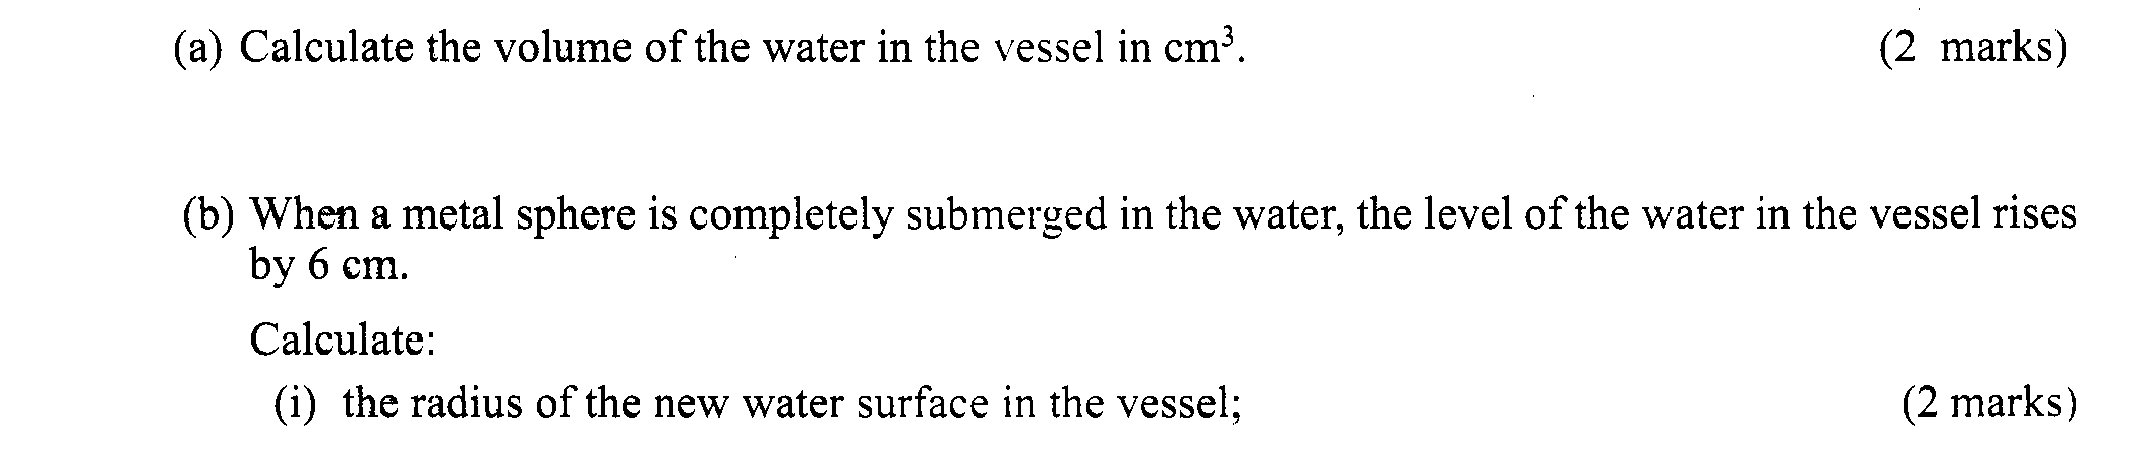 (a) Calculate the volume of the water in the vessel in cm³. (2 marks)
(b) When a metal sphere is completely submerged in the water, the level of the water in the vessel rises
by 6 cm.
Calculate:
(i) the radius of the new water surface in the vessel; (2 marks)